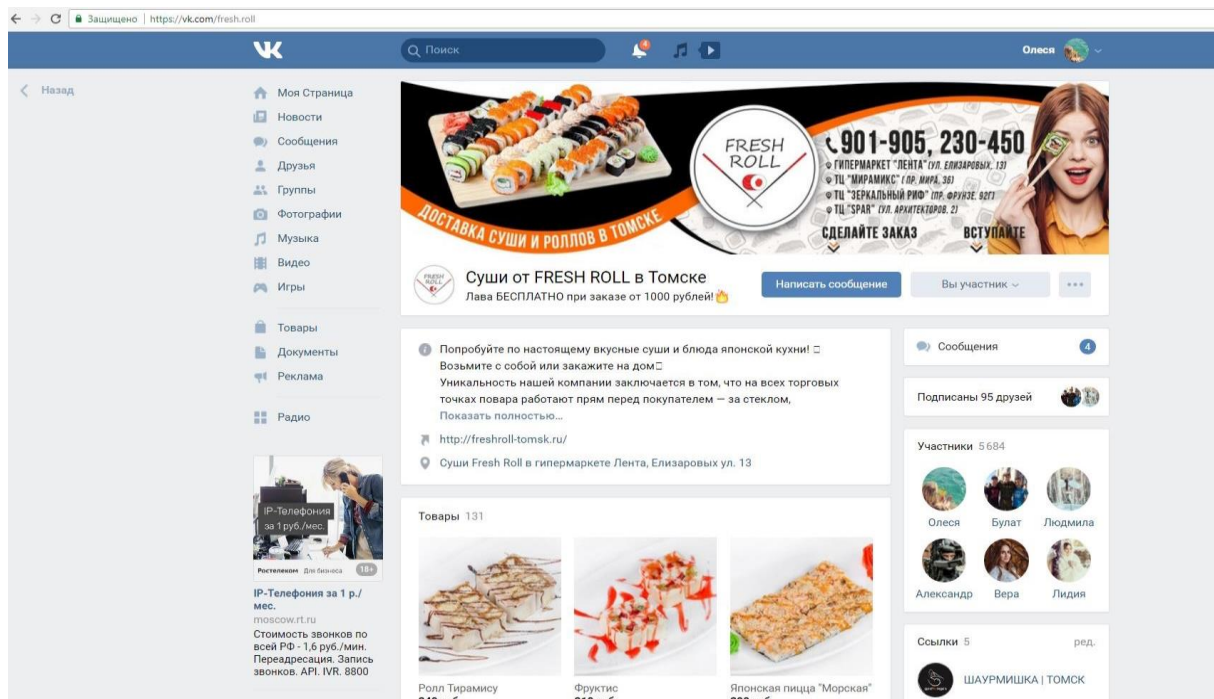 Защищено | https://vk.com/fresh.roll
Поиск
4
Олеся
Назад
Моя Страница
Новости
Сообщения
Друзья
Группы
Фотографии
Музыка
Видео
Игры
Товары
Документы
Реклама
Радио
IP-Телефония
за 1 руб./мес.
Ростелеком Для бизнеса 18+
IP-Телефония за 1 р./
мес.
moscow.rt.ru
Стоимость звонков по
всей РФ - 1,6 руб./мин.
Переадресация. Запись
звонков. API. IVR. 8800
ДОСТАВКА СУШИ И РОЛЛОВ В ТОМСКЕ
FRESH
ROLL
901-905, 230-450
ГИПЕРМАРКЕТ "ЛЕНТА" (УЛ. ЕЛИЗАРОВЫХ, 13)
ТЦ "МИРАМИКС" (ПР. МИРА, 36)
ТЦ "ЗЕРКАЛЬНЫЙ РИФ" (ПР. ФРУНЗЕ, 92Г)
ТЦ "SPAR" (УЛ. АРХИТЕКТОРОВ, 2)
СДЕЛАЙТЕ ЗАКАЗ
ВСТУПАЙТЕ
FRESH
ROLL
Суши от FRESH ROLL в Томске
Лава БЕСПЛАТНО при заказе от 1000 рублей!
Написать сообщение
Вы участник
Попробуйте по настоящему вкусные суши и блюда японской кухни!
Возьмите с собой или закажите на дом
Уникальность нашей компании заключается в том, что на всех торговых
точках повара работают прям перед покупателем — за стеклом,
Показать полностью...
http://freshroll-tomsk.ru/
Суши Fresh Roll в гипермаркете Лента, Елизаровых ул. 13
Товары 131
Ролл Тирамису
Фруктис
Японская пицца "Морская"
Сообщения 4
Подписаны 95 друзей
Участники 5 684
Олеся Булат Людмила
Александр Вера Лидия
Ссылки 5 ред.
ШАУРМИШКА | ТОМСК